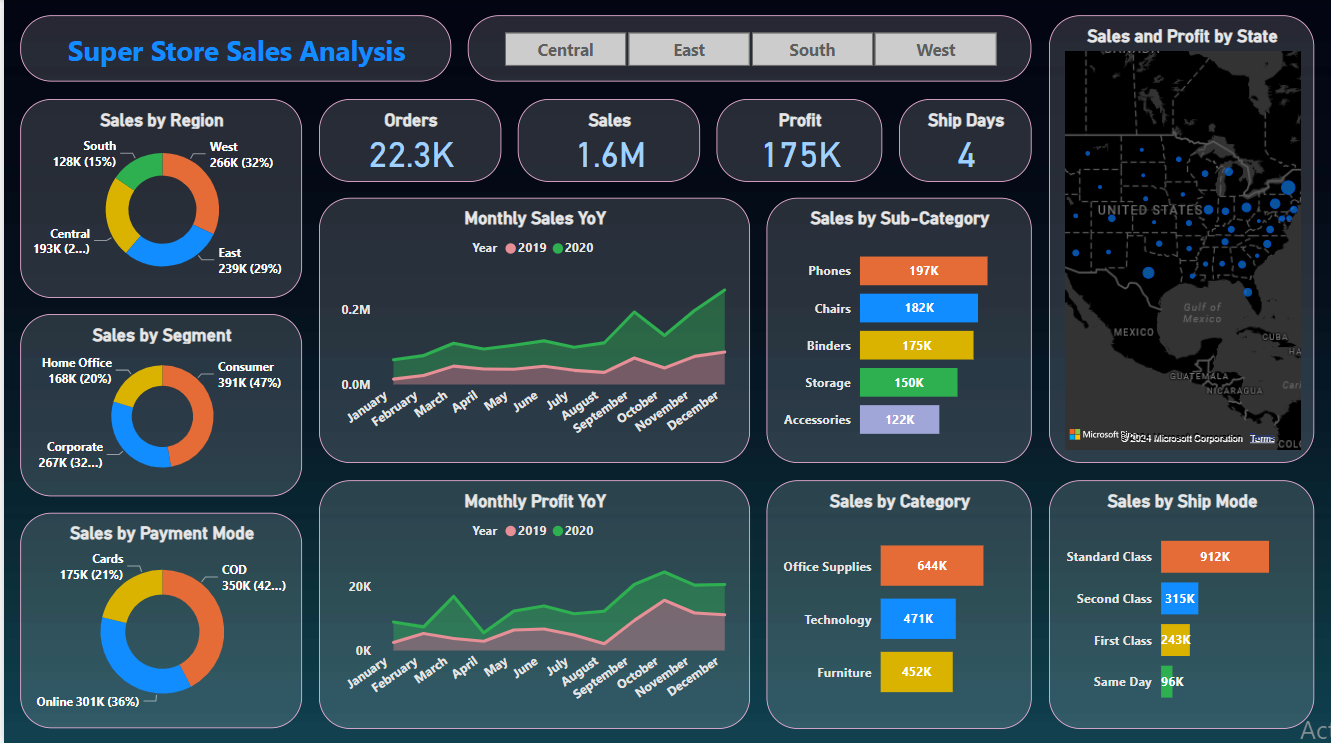 Super Store Sales Analysis
Central East South West
Sales and Profit by State
CANADA
UNITED STATES
Gulf of
Mexico
MEXICO
CUBA
HA
GUATEMALA
NICARAGUA
Cari
COLO
Microsoft Bing
© 2024 Microsoft Corporation Terms
Sales by Region
South
128K (15%)
West
266K (32%)
Central
193K (2...)
East
239K (29%)
Orders
22.3K
Sales
1.6M
Profit
175K
Ship Days
4
Monthly Sales YoY
Year 2019 2020
0.2M
0.0M
January
February
March
April
May
June
July
August
September
October
November
December
Sales by Sub-Category
Phones 197K
Chairs 182K
Binders 175K
Storage 150K
Accessories 122K
Sales by Segment
Home Office
168K (20%)
Consumer
391K (47%)
Corporate
267K (32...)
Sales by Payment Mode
Cards
175K (21%)
COD
350K (42...)
Online 301K (36%)
Monthly Profit YoY
Year 2019 2020
20K
0K
January
February
March
April
May
June
July
August
September
October
November
December
Sales by Category
Office Supplies 644K
Technology 471K
Furniture 452K
Sales by Ship Mode
Standard Class 912K
Second Class 315K
First Class 243K
Same Day 96K
Act